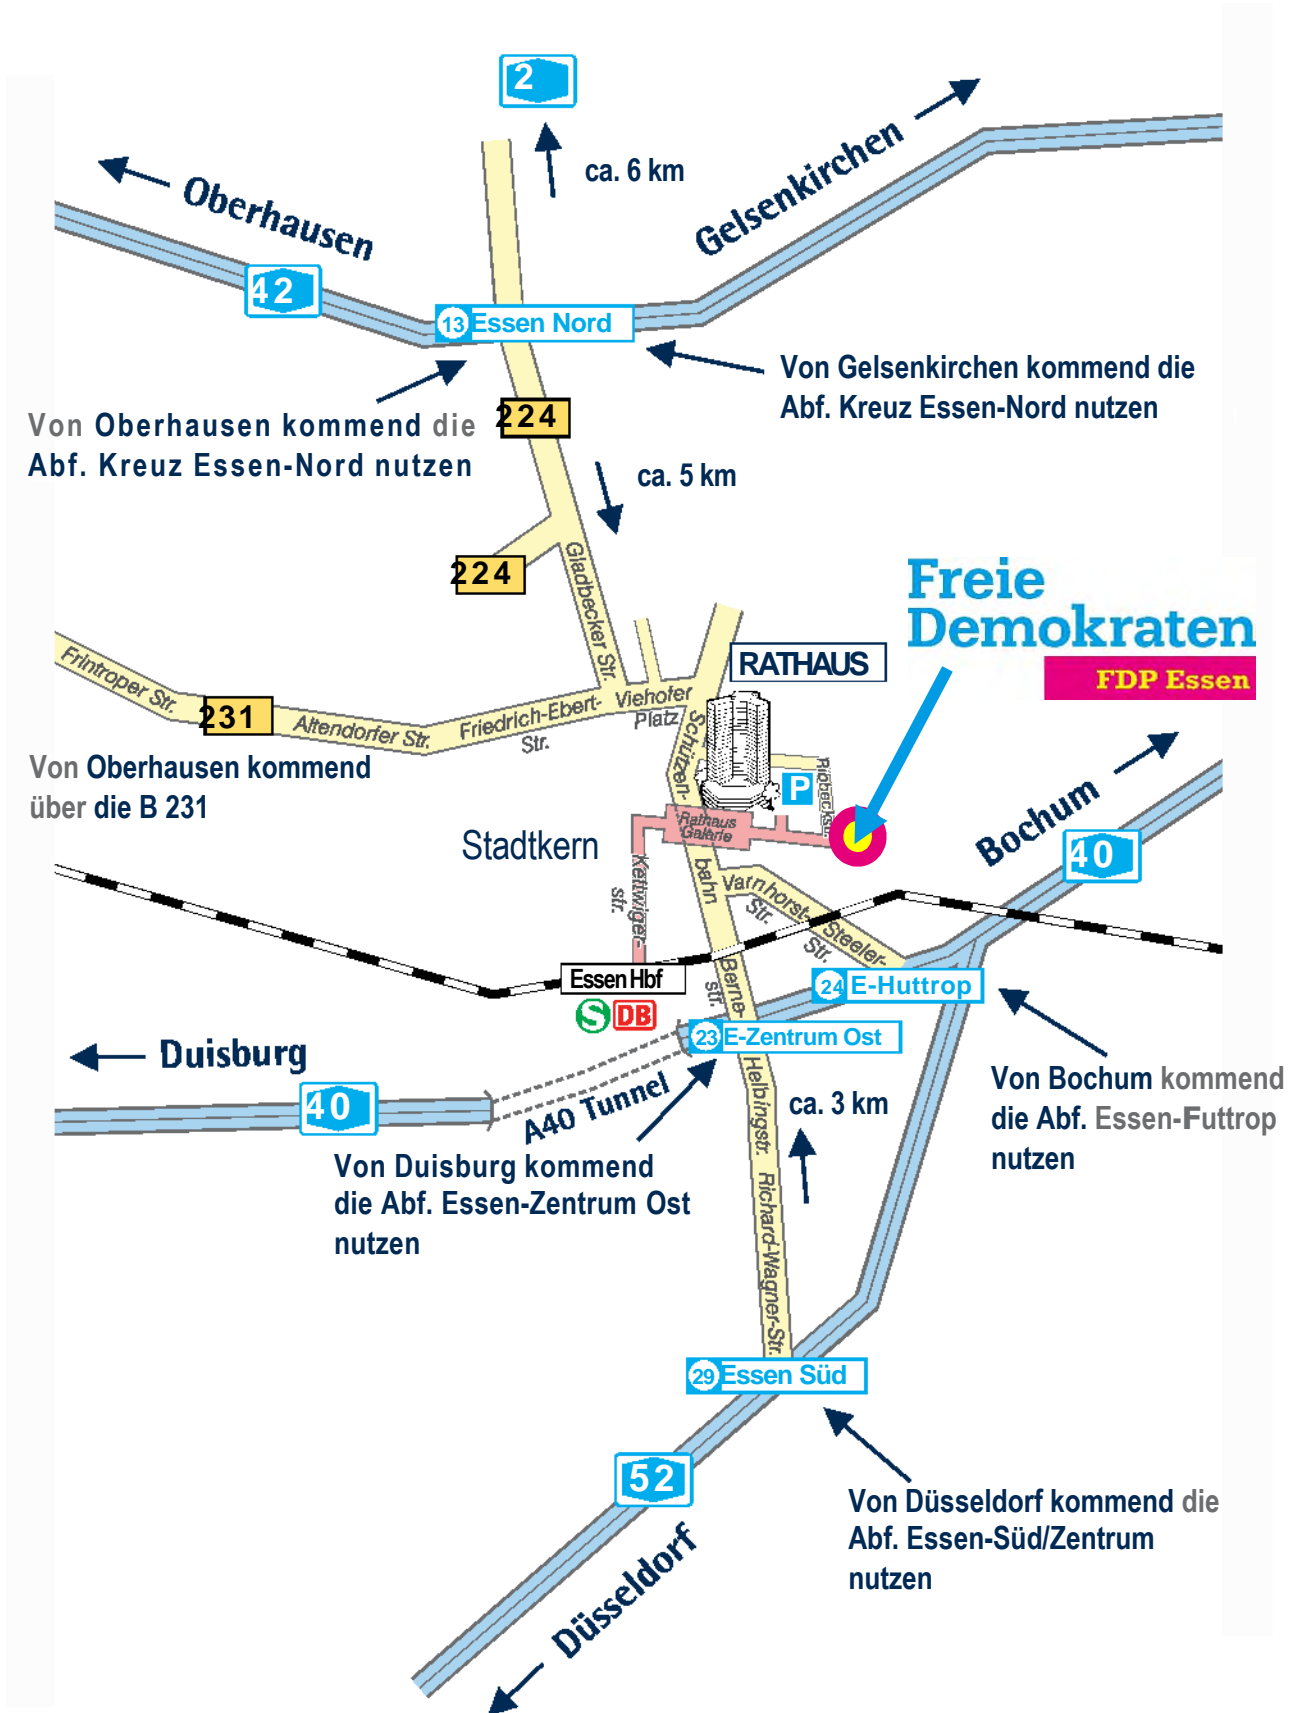 2
ca. 6 km
Oberhausen
Gelsenkirchen
42
13 Essen Nord
Von Gelsenkirchen kommend die
Abf. Kreuz Essen-Nord nutzen
Von Oberhausen kommend die
Abf. Kreuz Essen-Nord nutzen
224
ca. 5 km
224
Gladbecker Str.
Freie
Demokraten
FDP Essen
RATHAUS
Frintroper Str.
231
Altendorfer Str.
Friedrich-Ebert-
Str.
Viehofer
Platz
Schützen-
bahn
Von Oberhausen kommend
über die B 231
P
Ribbeckstr.
Rathaus
Galerie
Stadtkern
Kettwiger-
str.
Bochum
40
Varnhorst-
Str.
Steeler-
Str.
Essen Hbf
S DB
Berne-
str.
24 E-Huttrop
23 E-Zentrum Ost
Duisburg
40
A40 Tunnel
Helbingstr.
ca. 3 km
Von Bochum kommend
die Abf. Essen-Futtrop
nutzen
Von Duisburg kommend
die Abf. Essen-Zentrum Ost
nutzen
Richard-Wagner-Str.
29 Essen Süd
52
Von Düsseldorf kommend die
Abf. Essen-Süd/Zentrum
nutzen
Düsseldorf